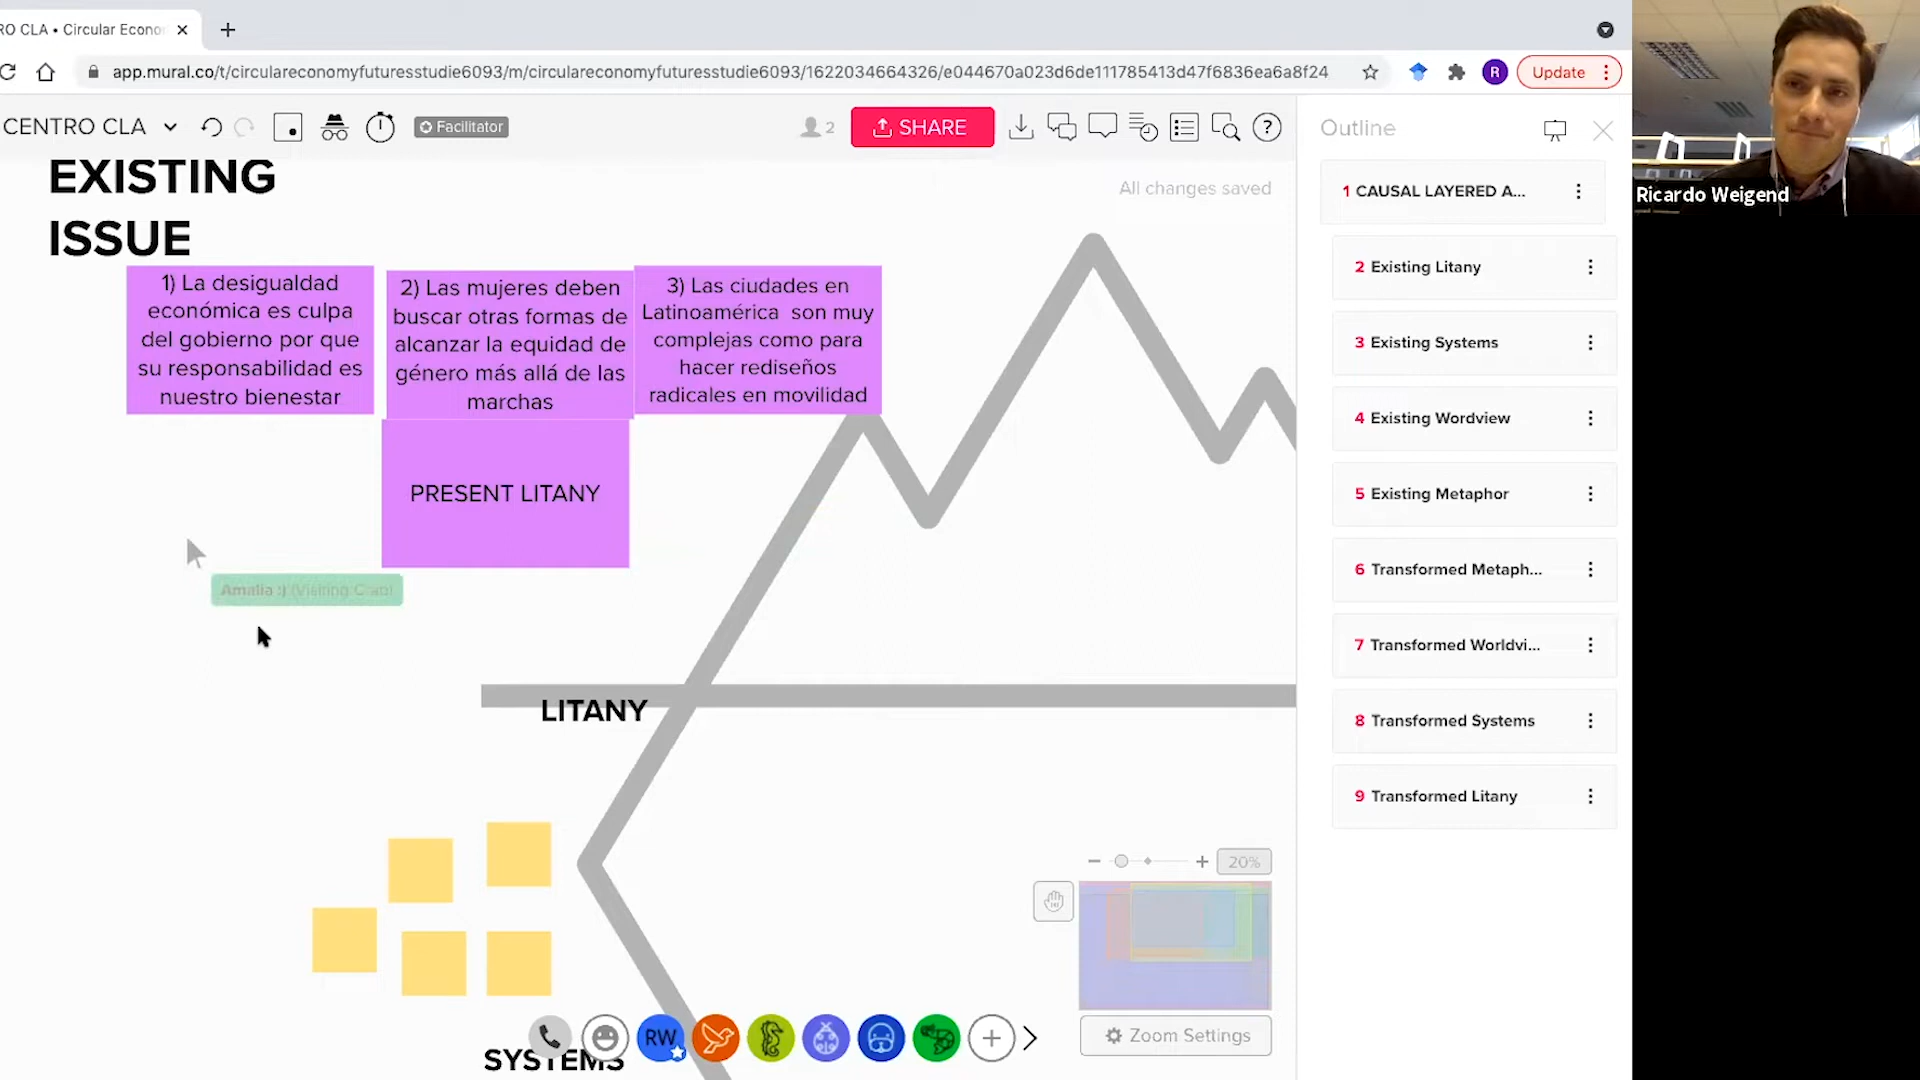 RO CLA • Circular Econo
app.mural.co/t/circulareconomyfuturesstudie6093/m/circulareconomyfuturesstudie6093/1622034664326/e044670a023d6de111785413d47f6836ea6a8f24
R
Update
CENTRO CLA
Facilitator
2
SHARE
?
All changes saved
EXISTING
ISSUE
1) La desigualdad
económica es culpa
del gobierno por que
su responsabilidad es
nuestro bienestar
2) Las mujeres deben
buscar otras formas de
alcanzar la equidad de
género más allá de las
marchas
3) Las ciudades en
Latinoamérica son muy
complejas como para
hacer rediseños
radicales en movilidad
PRESENT LITANY
Amalia :) (Visiting Crab)
LITANY
SYSTEMS
RW
20%
Zoom Settings
Outline
1 CAUSAL LAYERED A...
2 Existing Litany
3 Existing Systems
4 Existing Wordview
5 Existing Metaphor
6 Transformed Metaph...
7 Transformed Worldvi...
8 Transformed Systems
9 Transformed Litany
Ricardo Weigend